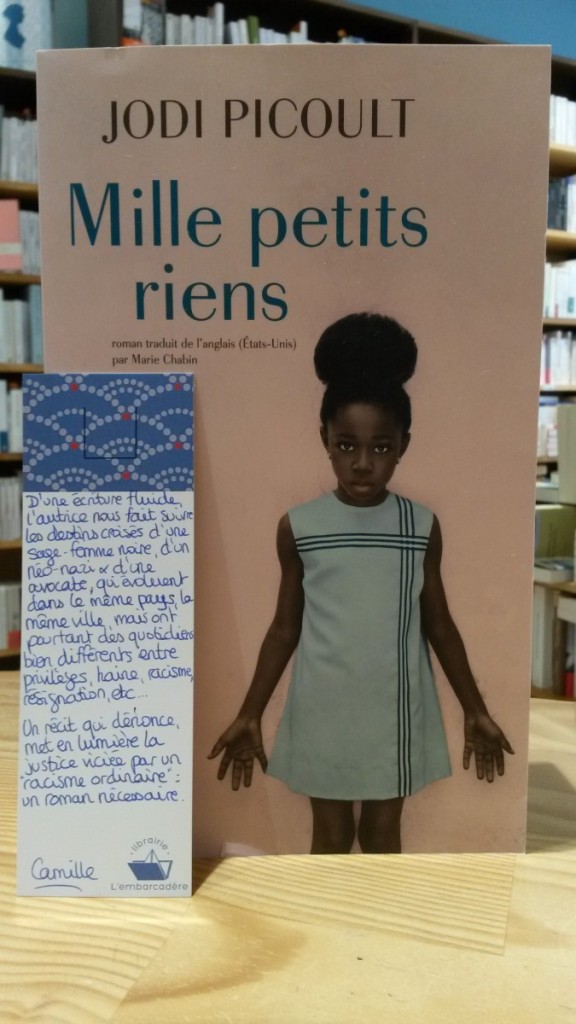 JODI PICOULT
Mille petits
riens
roman traduit de l'anglais (États-Unis)
par Marie Chabin
D'une écriture fluide,
l'autrice nous fait suivre
les destins croisés d'une
sage-femme noire, d'un
néo-nazi & d'une
avocate, qui évoluent
dans le même pays, la
même ville, mais ont
pourtant des quotidiens
bien différents entre
privilèges, haine, racisme,
résignation, etc...
Un récit qui dénonce,
met en lumière la
justice viciée par un
"racisme ordinaire" :
un roman nécessaire.
Camille
librairie
L'embarcadère